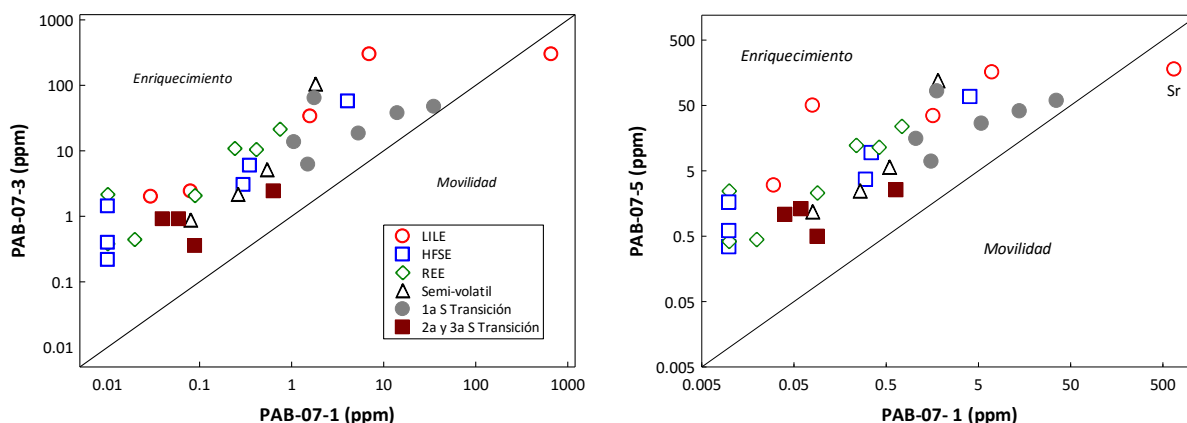 1000
100
10
1
0.1
0.01
PAB-07-3 (ppm)
Enriquecimiento
Movilidad
LILE
HFSE
REE
Semi-volatil
1a S Transición
2a y 3a S Transición
0.01 0.1 1 10 100 1000
PAB-07-1 (ppm)
500
50
5
0.5
0.05
0.005
PAB-07-5 (ppm)
Enriquecimiento
Sr
Movilidad
0.005 0.05 0.5 5 50 500
PAB-07- 1 (ppm)